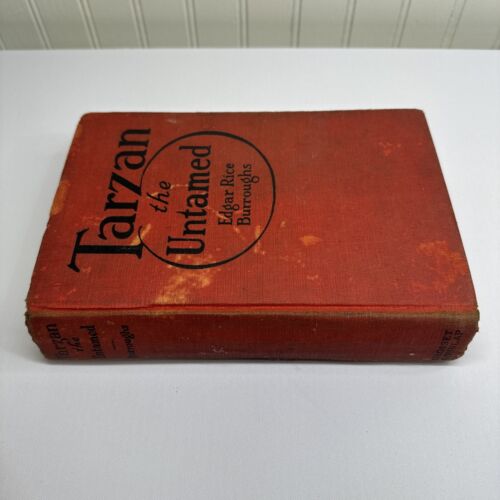 Tarzan
the
Untamed
Edgar Rice
Burroughs
Tarzan
the
Untamed
Burroughs
GROSSET
& DUNLAP